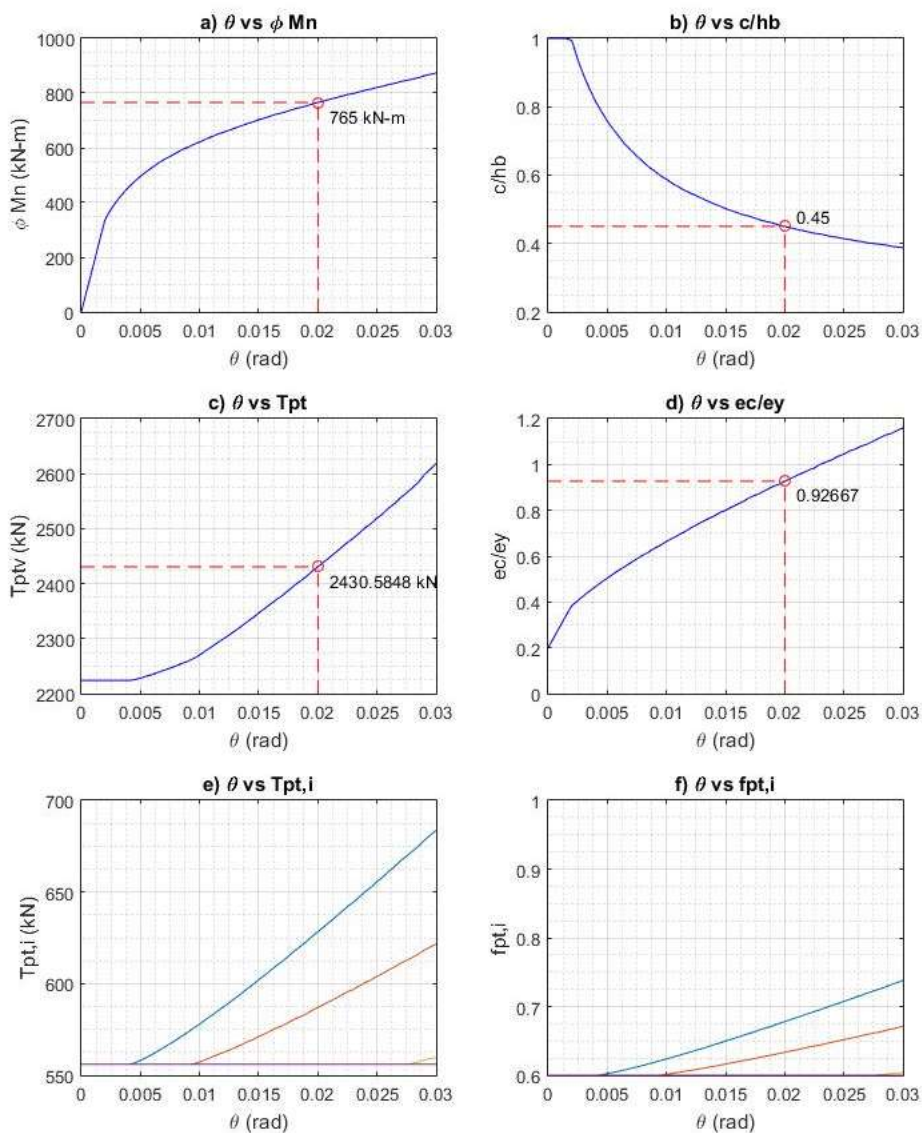 a) θ vs ϕ Mn
1000
800
600
400
200
0
ϕ Mn (kN-m)
765 kN-m
0 0.005 0.01 0.015 0.02 0.025 0.03
θ (rad)
b) θ vs c/hb
1
0.8
0.6
0.4
0.2
c/hb
0.45
0 0.005 0.01 0.015 0.02 0.025 0.03
θ (rad)
c) θ vs Tpt
2700
2600
2500
2400
2300
2200
Tptv (kN)
2430.5848 kN
0 0.005 0.01 0.015 0.02 0.025 0.03
θ (rad)
d) θ vs ec/ey
1.2
1
0.8
0.6
0.4
0.2
0
ec/ey
0.92667
0 0.005 0.01 0.015 0.02 0.025 0.03
θ (rad)
e) θ vs Tpt,i
700
650
600
550
Tpt,i (kN)
0 0.005 0.01 0.015 0.02 0.025 0.03
θ (rad)
f) θ vs fpt,i
1
0.9
0.8
0.7
0.6
fpt,i
0 0.005 0.01 0.015 0.02 0.025 0.03
θ (rad)